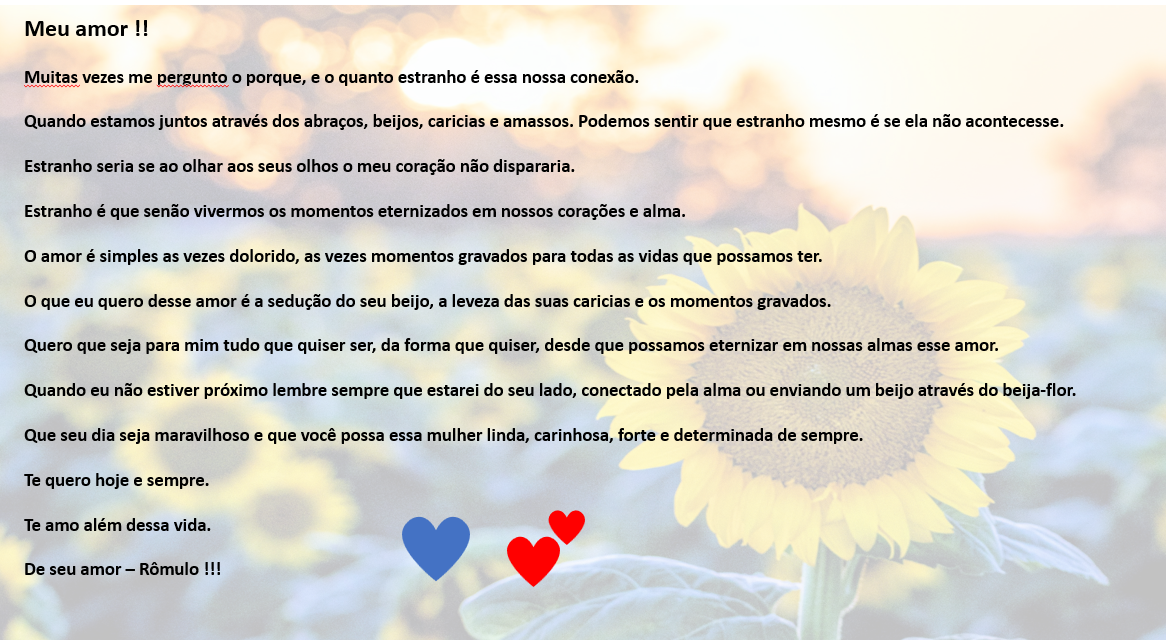 Meu amor !!
Muitas vezes me pergunto o porque, e o quanto estranho é essa nossa conexão.
Quando estamos juntos através dos abraços, beijos, caricias e amassos. Podemos sentir que estranho mesmo é se ela não acontecesse.
Estranho seria se ao olhar aos seus olhos o meu coração não dispararia.
Estranho é que senão vivermos os momentos eternizados em nossos corações e alma.
O amor é simples as vezes dolorido, as vezes momentos gravados para todas as vidas que possamos ter.
O que eu quero desse amor é a sedução do seu beijo, a leveza das suas caricias e os momentos gravados.
Quero que seja para mim tudo que quiser ser, da forma que quiser, desde que possamos eternizar em nossas almas esse amor.
Quando eu não estiver próximo lembre sempre que estarei do seu lado, conectado pela alma ou enviando um beijo através do beija-flor.
Que seu dia seja maravilhoso e que você possa essa mulher linda, carinhosa, forte e determinada de sempre.
Te quero hoje e sempre.
Te amo além dessa vida.
De seu amor – Rômulo !!!